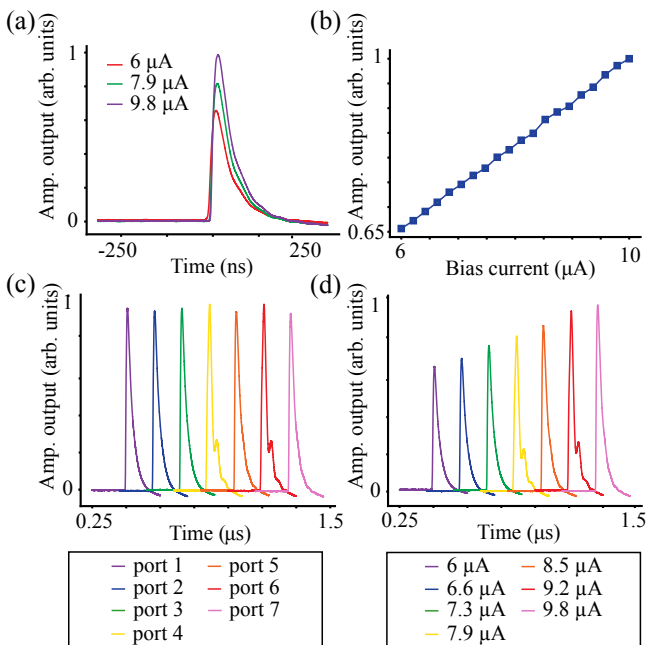 (a)
Amp. output (arb. units)
1
0
6 μA
7.9 μA
9.8 μA
-250
250
Time (ns)
(b)
Amp. output (arb. units)
1
0.65
6
10
Bias current (μA)
(c)
Amp. output (arb. units)
1
0
0.25
1.5
Time (μs)
port 1
port 2
port 3
port 4
port 5
port 6
port 7
(d)
Amp. output (arb. units)
1
0
0.25
1.5
Time (μs)
6 μA
6.6 μA
7.3 μA
7.9 μA
8.5 μA
9.2 μA
9.8 μA